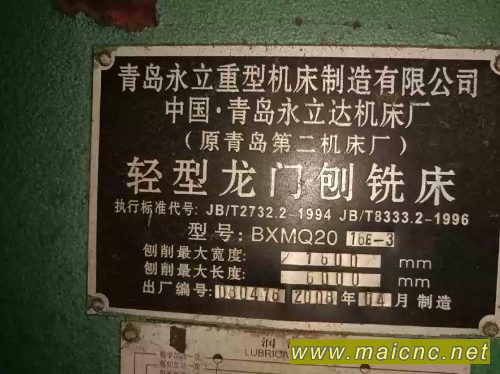 青岛永立重型机床制造有限公司
中国·青岛永立达机床厂
(原青岛第二机床厂)
轻型龙门刨铣床
执行标准代号: JB/T2732.2-1994 JB/T8333.2-1996
型号: BXMQ20 16E-3
刨削最大宽度: 1600 mm
刨削最大长度: 6000 mm
出厂编号: 080416 2008年04月制造
润
LUBRICA
www.maicnc.net